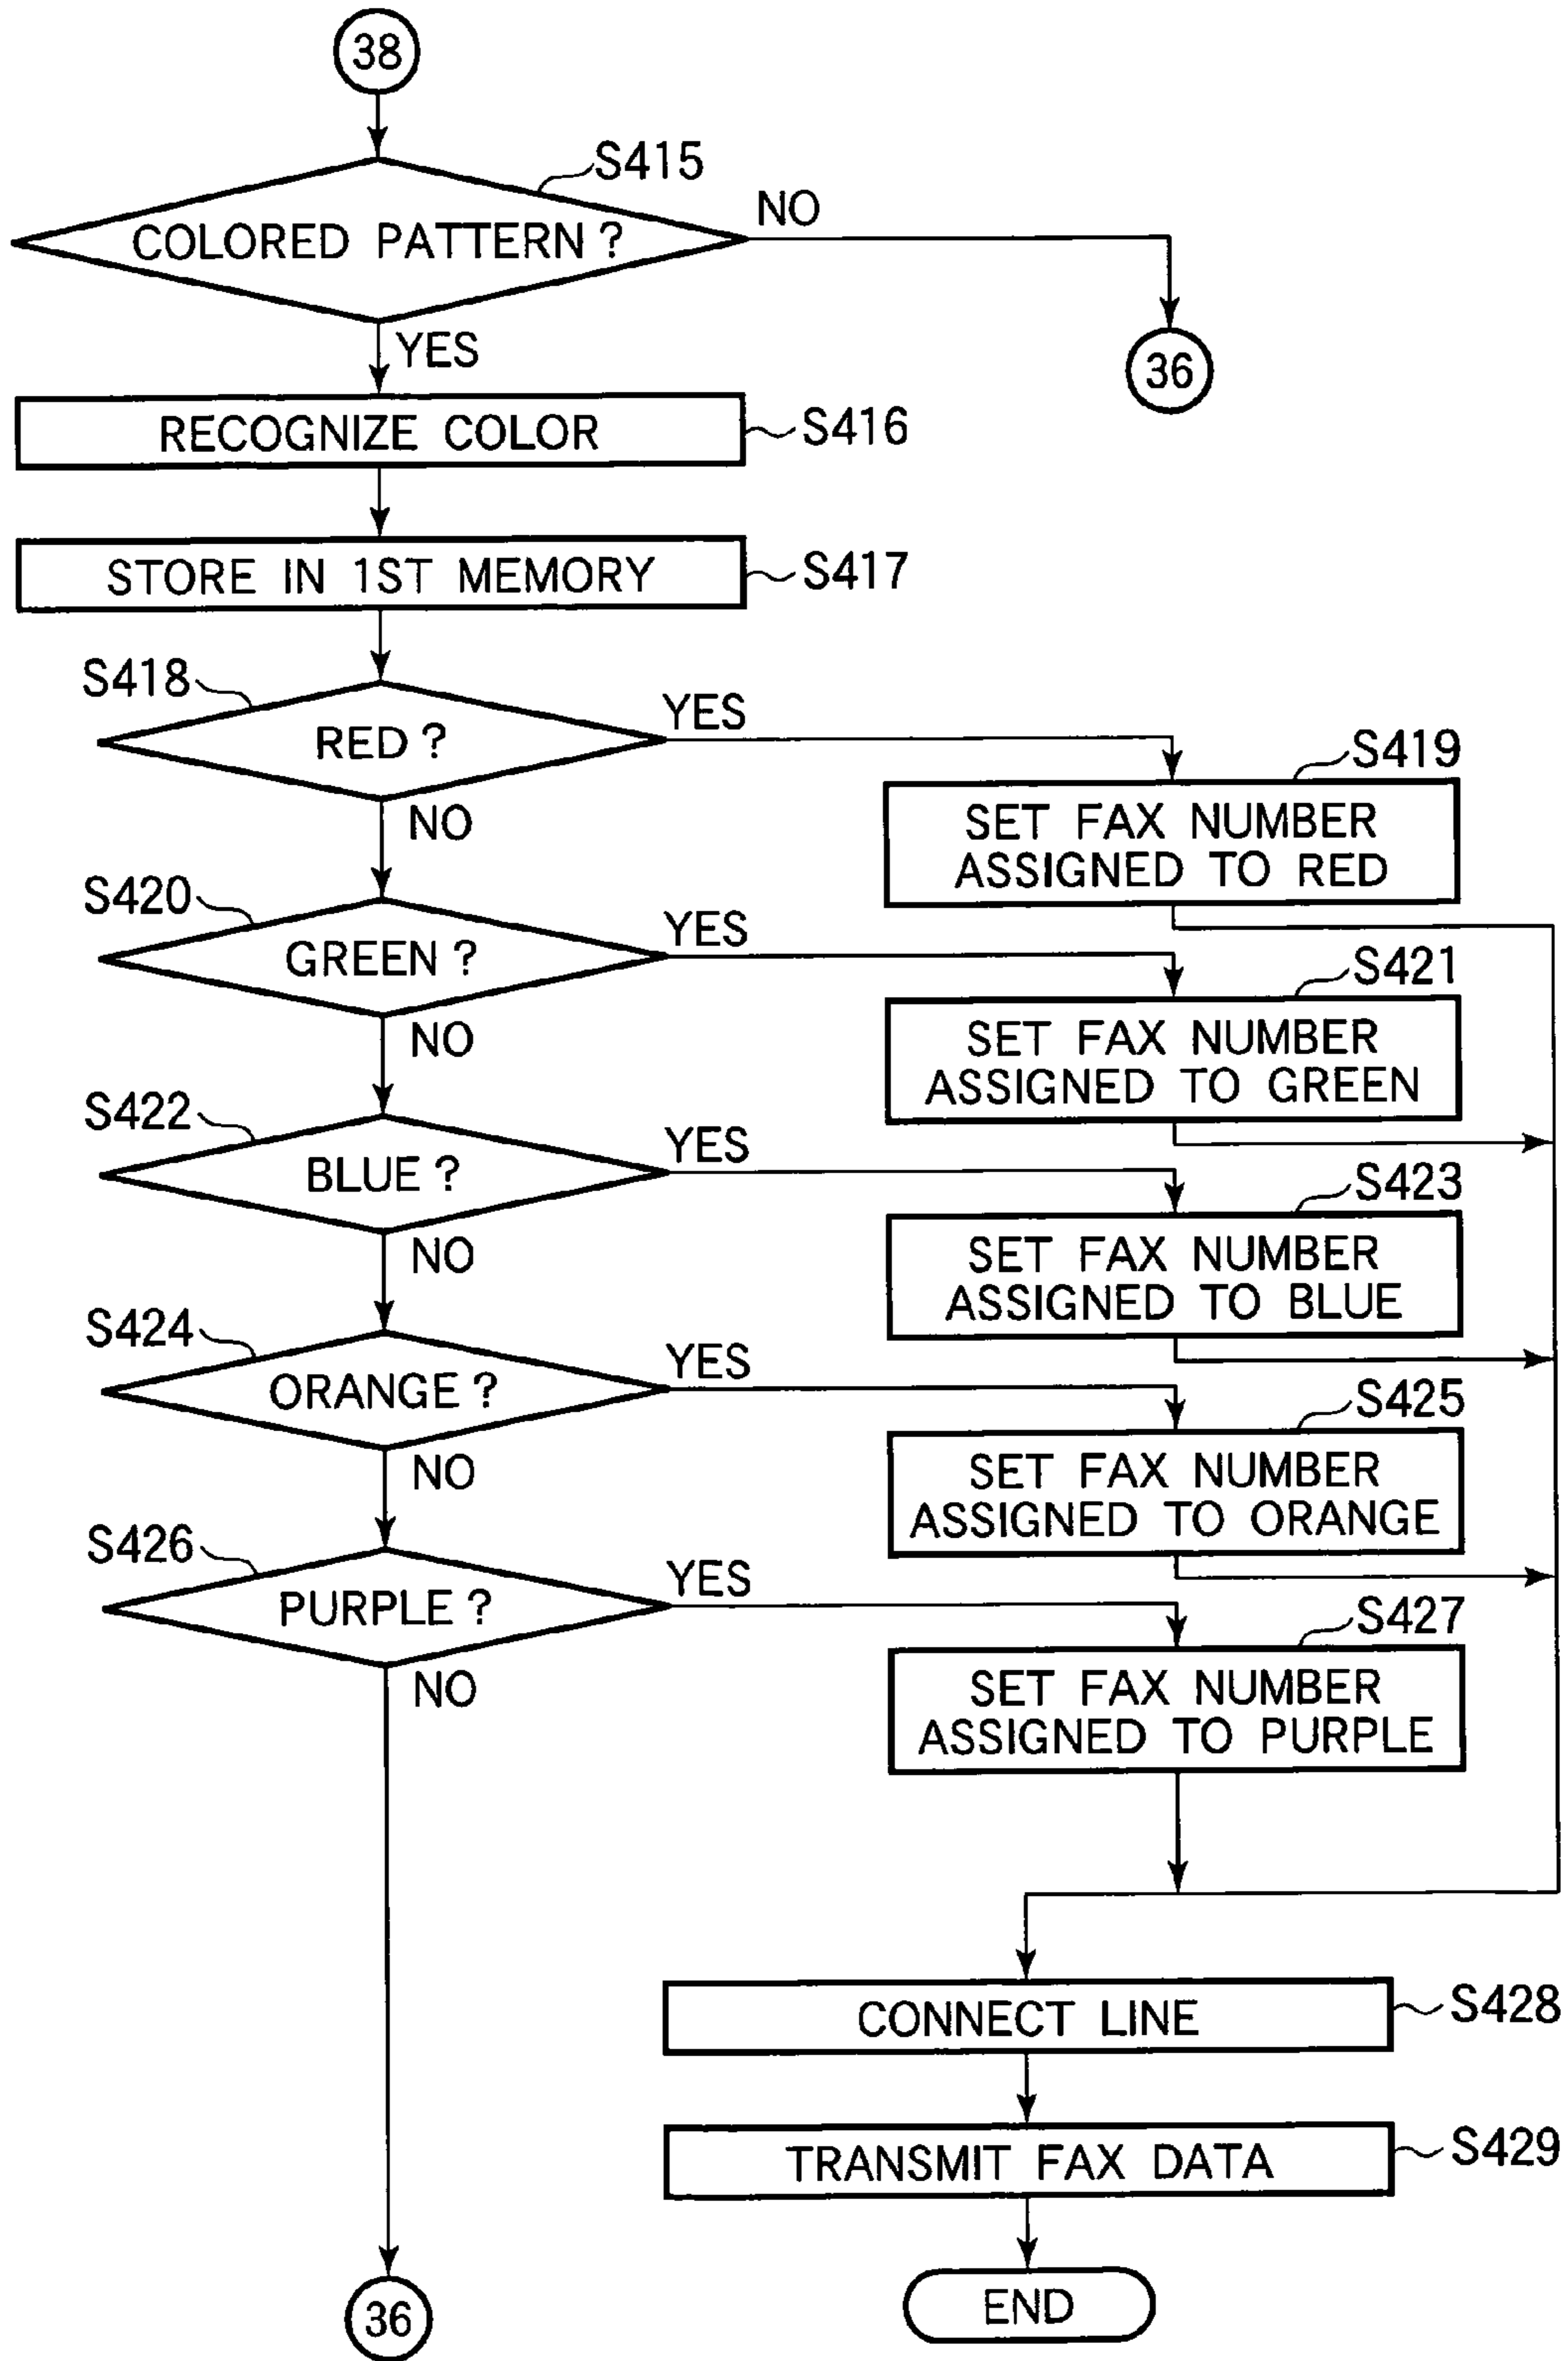 38
S415
COLORED PATTERN?
NO
YES
36
RECOGNIZE COLOR
S416
STORE IN 1ST MEMORY
S417
S418
RED?
YES
NO
S419
SET FAX NUMBER
ASSIGNED TO RED
S420
GREEN?
YES
NO
S421
SET FAX NUMBER
ASSIGNED TO GREEN
S422
BLUE?
YES
NO
S423
SET FAX NUMBER
ASSIGNED TO BLUE
S424
ORANGE?
YES
NO
S425
SET FAX NUMBER
ASSIGNED TO ORANGE
S426
PURPLE?
YES
NO
S427
SET FAX NUMBER
ASSIGNED TO PURPLE
CONNECT LINE
S428
TRANSMIT FAX DATA
S429
36
END